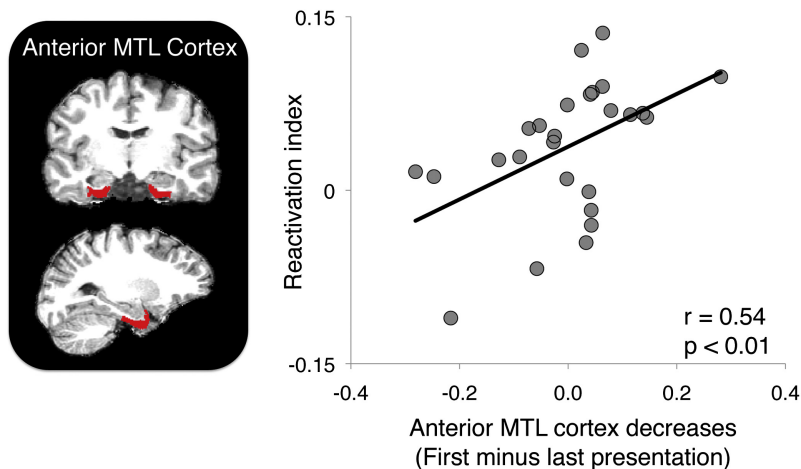 Anterior MTL Cortex
Reactivation index
0.15
0
-0.15
-0.4
-0.2
0.0
0.2
0.4
r = 0.54
p < 0.01
Anterior MTL cortex decreases
(First minus last presentation)